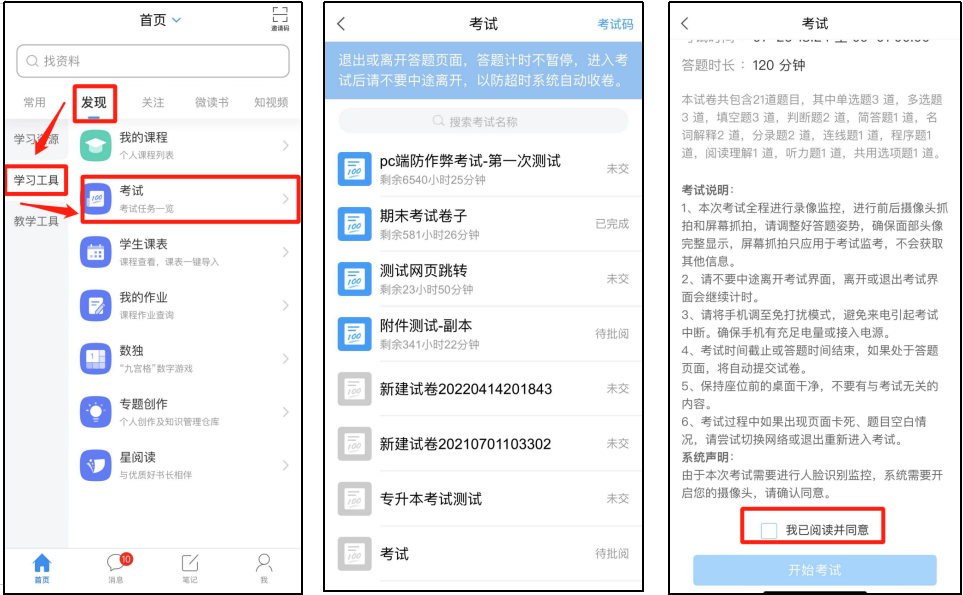 首页
邀请码
找资料
常用
发现
关注
微读书
知视频
学习资源
学习工具
教学工具
我的课程
个人课程列表
考试
考试任务一览
学生课表
课程查看,课表一键导入
我的作业
课程作业查询
数独
“九宫格”数字游戏
专题创作
个人创作及知识管理仓库
星阅读
与优质好书长相伴
首页
10
消息
笔记
我
考试
考试码
退出或离开答题页面,答题计时不暂停,进入考
试后请不要中途离开,以防超时系统自动收卷。
搜索考试名称
pc端防作弊考试-第一次测试
剩余6540小时25分钟
未交
期末考试卷子
剩余581小时26分钟
已完成
测试网页跳转
剩余23小时50分钟
未交
附件测试-副本
剩余341小时22分钟
待批阅
新建试卷20220414201843
未交
新建试卷20210701103302
未交
专升本考试测试
未交
考试
待批阅
考试
答题时长:120 分钟
本试卷共包含21道题目,其中单选题3 道,多选题
3 道,填空题3 道,判断题2 道,简答题1 道,名
词解释2 道,分录题2 道,连线题1 道,程序题1
道,阅读理解1 道,听力题1 道,共用选项题1 道。
考试说明:
1、本次考试全程进行录像监控,进行前后摄像头抓
拍和屏幕抓拍,请调整好答题姿势,确保面部头像
完整显示,屏幕抓拍只应用于考试监考,不会获取
其他信息。
2、请不要中途离开考试界面,离开或退出考试界
面会继续计时。
3、请将手机调至免打扰模式,避免来电引起考试
中断。确保手机有充足电量或接入电源。
4、考试时间截止或答题时间结束,如果处于答题
页面,将自动提交试卷。
5、保持座位前的桌面干净,不要有与考试无关的
内容。
6、考试过程中如果出现页面卡死、题目空白情
况,请尝试切换网络或退出重新进入考试。
系统声明:
由于本次考试需要进行人脸识别监控,系统需要开
启您的摄像头,请确认同意。
我已阅读并同意
开始考试